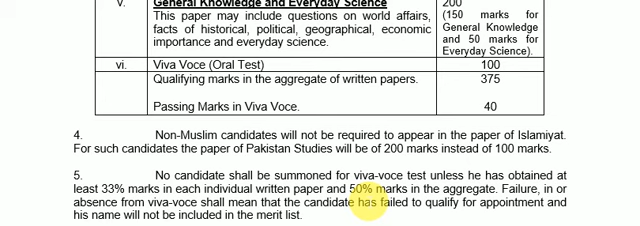 v. General Knowledge and Everyday Science 200
This paper may include questions on world affairs, (150 marks for
facts of historical, political, geographical, economic General Knowledge
importance and everyday science. and 50 marks for
Everyday Science).
vi. Viva Voce (Oral Test) 100
Qualifying marks in the aggregate of written papers. 375
Passing Marks in Viva Voce. 40
4. Non-Muslim candidates will not be required to appear in the paper of Islamiyat.
For such candidates the paper of Pakistan Studies will be of 200 marks instead of 100 marks.
5. No candidate shall be summoned for viva-voce test unless he has obtained at
least 33% marks in each individual written paper and 50% marks in the aggregate. Failure, in or
absence from viva-voce shall mean that the candidate has failed to qualify for appointment and
his name will not be included in the merit list.